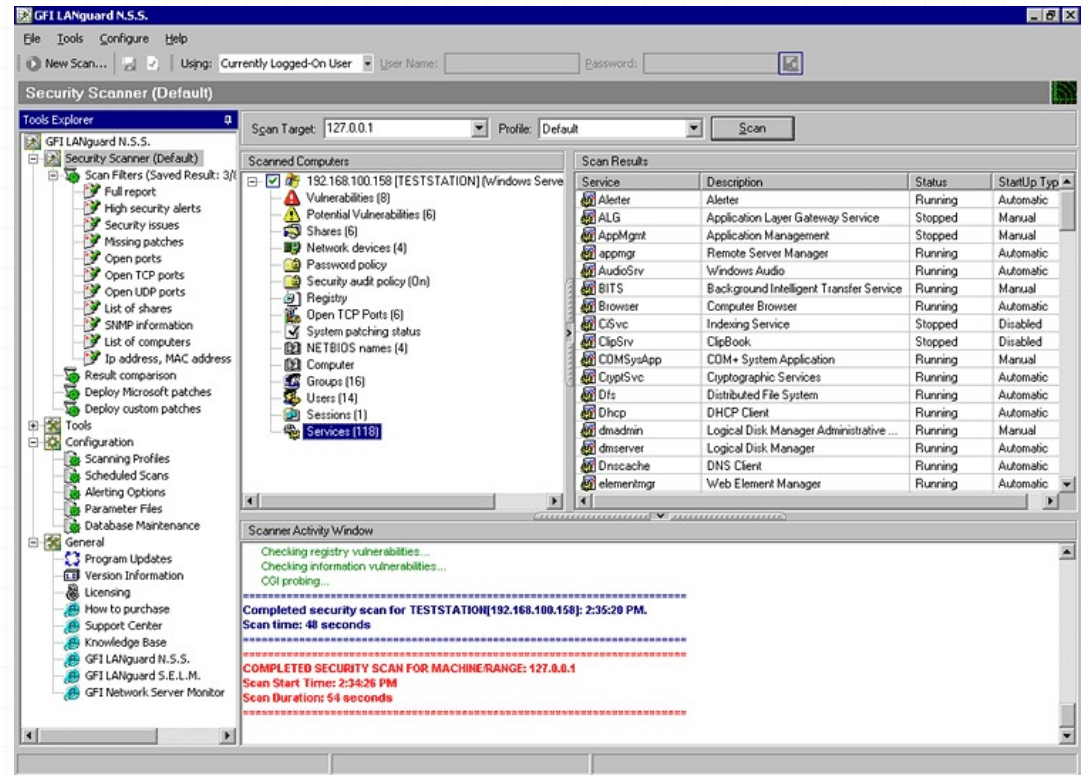 GFI LANguard N.S.S.
File Tools Configure Help
New Scan... Using: Currently Logged-On User User Name: Password:
Security Scanner (Default)
Tools Explorer
GFI LANguard N.S.S.
Security Scanner (Default)
Scan Filters (Saved Result: 3/8
Full report
High security alerts
Security issues
Missing patches
Open ports
Open TCP ports
Open UDP ports
List of shares
SNMP information
List of computers
Ip address, MAC address
Result comparison
Deploy Microsoft patches
Deploy custom patches
Tools
Configuration
Scanning Profiles
Scheduled Scans
Alerting Options
Parameter Files
Database Maintenance
General
Program Updates
Version Information
Licensing
How to purchase
Support Center
Knowledge Base
GFI LANguard N.S.S.
GFI LANguard S.E.L.M.
GFI Network Server Monitor
Scan Target: 127.0.0.1 Profile: Default Scan
Scanned Computers
192.168.100.158 [TESTSTATION] (Windows Serve
Vulnerabilities (8)
Potential Vulnerabilities (6)
Shares (6)
Network devices (4)
Password policy
Security audit policy (On)
Registry
Open TCP Ports (6)
System patching status
NETBIOS names (4)
Computer
Groups (16)
Users (14)
Sessions (1)
Services (118)
Scan Results
Service Description Status StartUp Typ
Alerter Alerter Running Automatic
ALG Application Layer Gateway Service Stopped Manual
AppMgmt Application Management Stopped Manual
appmgr Remote Server Manager Running Automatic
AudioSrv Windows Audio Running Automatic
BITS Background Intelligent Transfer Service Running Manual
Browser Computer Browser Running Automatic
CiSvc Indexing Service Stopped Disabled
ClipSrv ClipBook Stopped Disabled
COMSysApp COM+ System Application Running Manual
CryptSvc Cryptographic Services Running Automatic
Dfs Distributed File System Running Automatic
Dhcp DHCP Client Running Automatic
dmadmin Logical Disk Manager Administrative ... Running Manual
dmserver Logical Disk Manager Running Automatic
Dnscache DNS Client Running Automatic
elementmgr Web Element Manager Running Automatic
Scanner Activity Window
Checking registry vulnerabilities...
Checking information vulnerabilities...
CGI probing...
Completed security scan for TESTSTATION[192.168.100.158]: 2:35:20 PM.
Scan time: 48 seconds
COMPLETED SECURITY SCAN FOR MACHINE/RANGE: 127.0.0.1
Scan Start Time: 2:34:26 PM
Scan Duration: 54 seconds